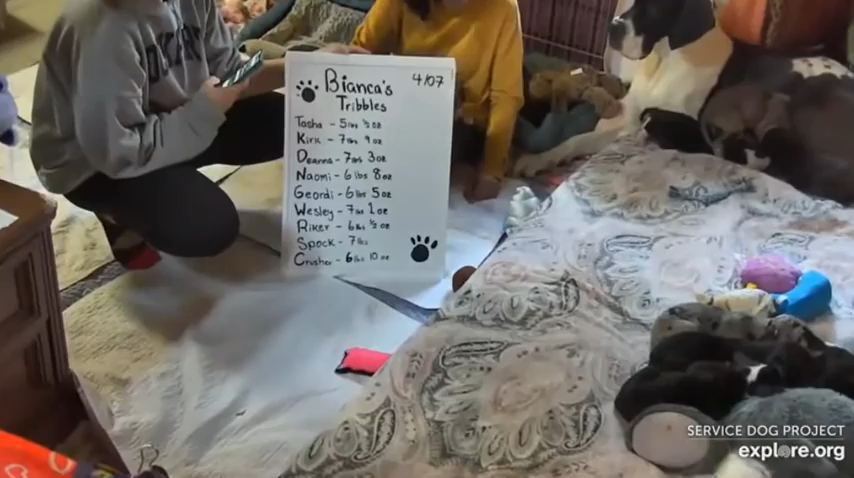 Bianca's
4/07
Tribbles
Tasha - 5 lbs ½ oz
Kirk - 7 lbs 9 oz
Deanna - 7 lbs 3 oz
Naomi - 6 lbs 8 oz
Geordi - 6 lbs 5 oz
Wesley - 7 lbs 1 oz
Riker - 6 lbs ½ oz
Spock - 7 lbs
Crusher - 6 lbs 10 oz
SERVICE DOG PROJECT
explore.org